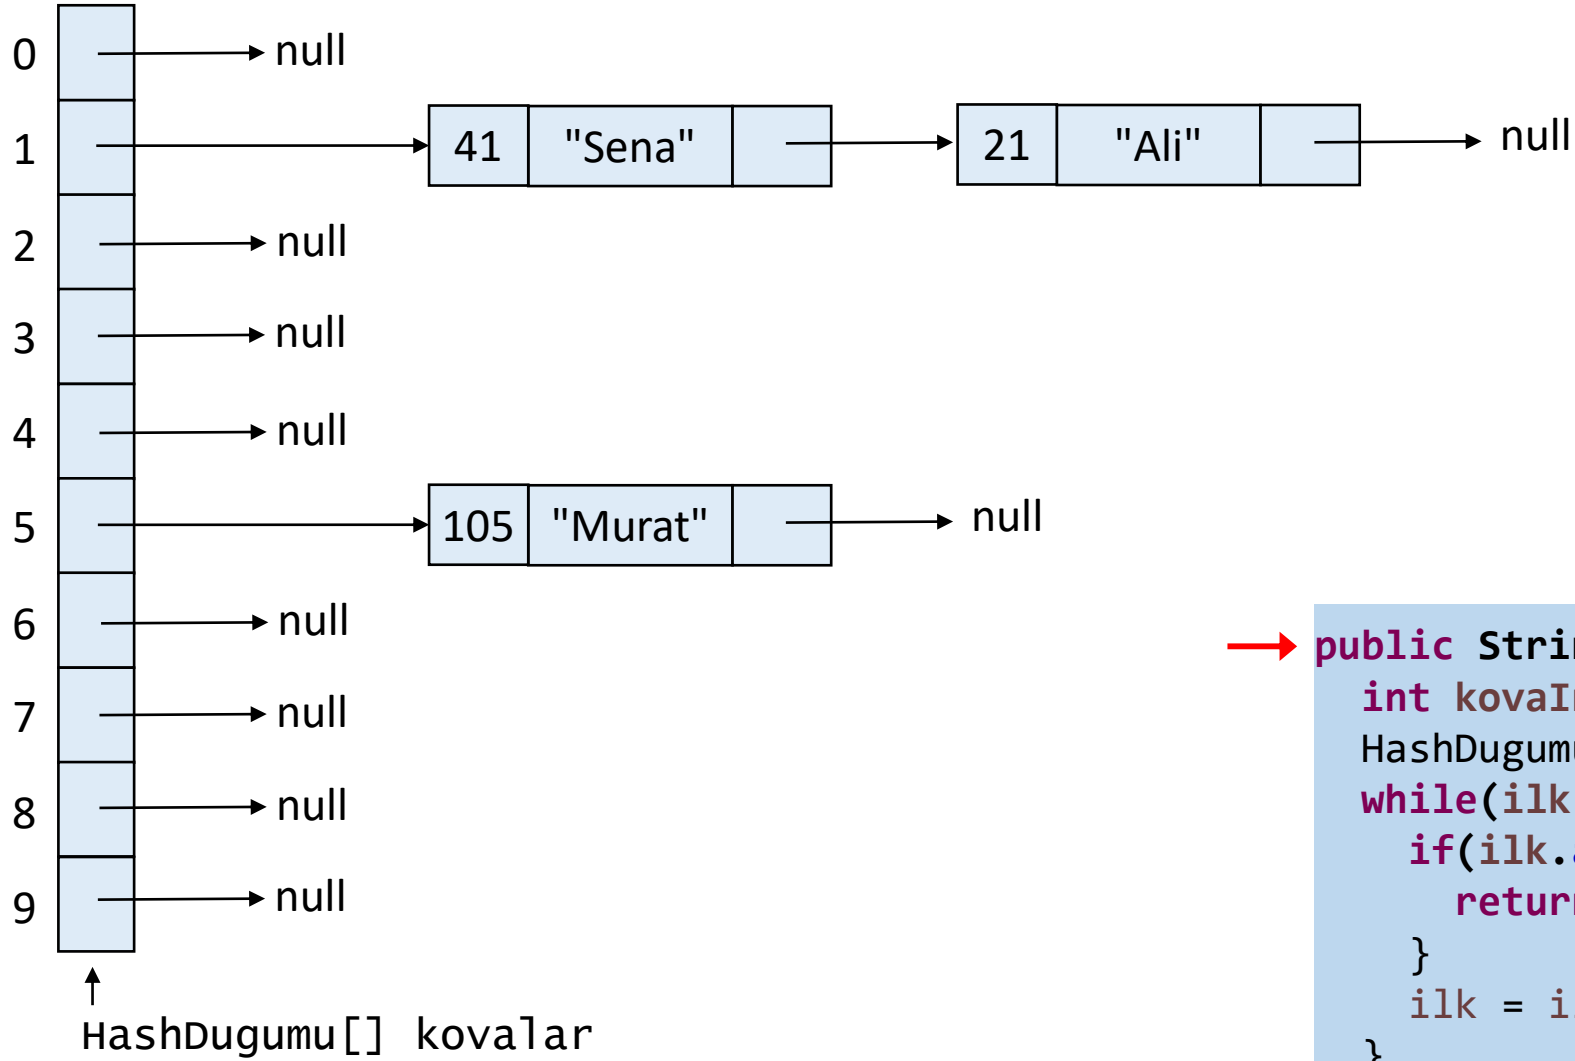 0 null
1 41 "Sena" 21 "Ali" null
2 null
3 null
4 null
5 105 "Murat" null
6 null
7 null
8 null
9 null
HashDugumu[] kovalar
public
int
while(ilk
if(ilk.
}
ilk =
}